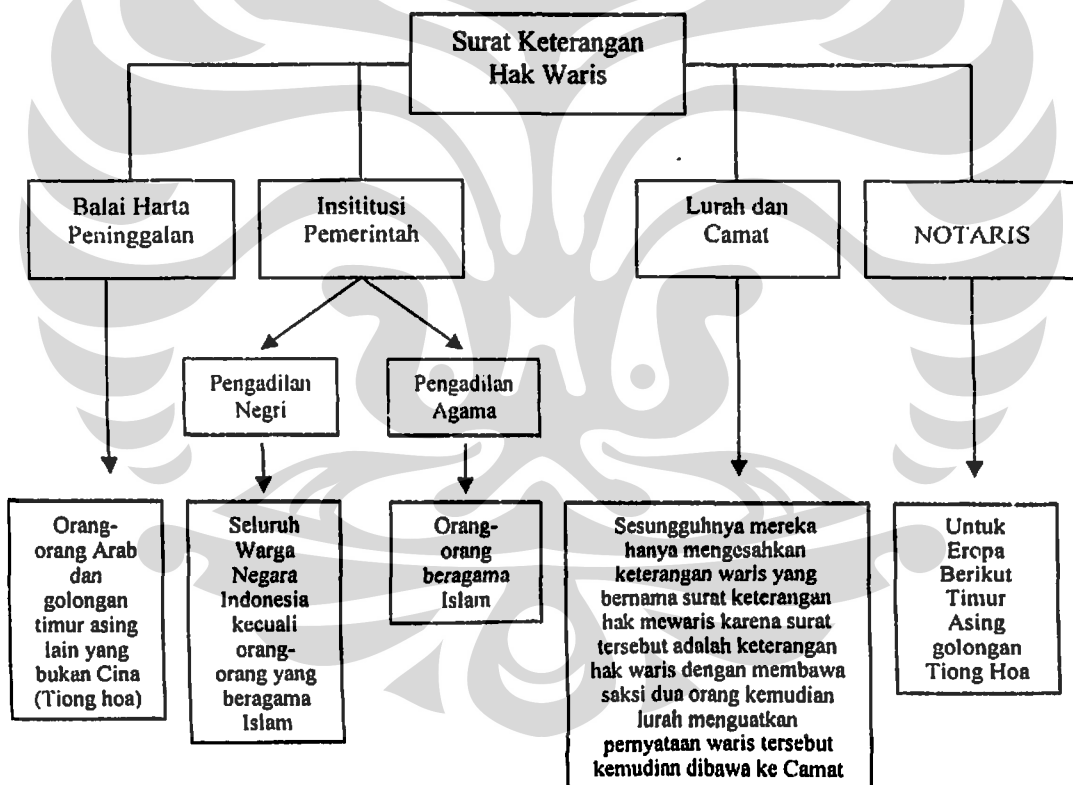 Surat Keterangan
Hak Waris
Balai Harta
Peninggalan
Insititusi
Pemerintah
Lurah dan
Camat
NOTARIS
Pengadilan
Negri
Pengadilan
Agama
Orang-
orang Arab
dan
golongan
timur asing
lain yang
bukan Cina
(Tiong hoa)
Seluruh
Warga
Negara
Indonesia
kecuali
orang-
orang yang
beragama
Islam
Orang-
orang
beragama
Islam
Sesungguhnya mereka
hanya mengesahkan
keterangan waris yang
bernama surat keterangan
hak mewaris karena surat
tersebut adalah keterangan
hak waris dengan membawa
saksi dua orang kemudian
lurah menguatkan
pernyataan waris tersebut
kemudian dibawa ke Camat
Untuk
Eropa
Berikut
Timur
Asing
golongan
Tiong Hoa